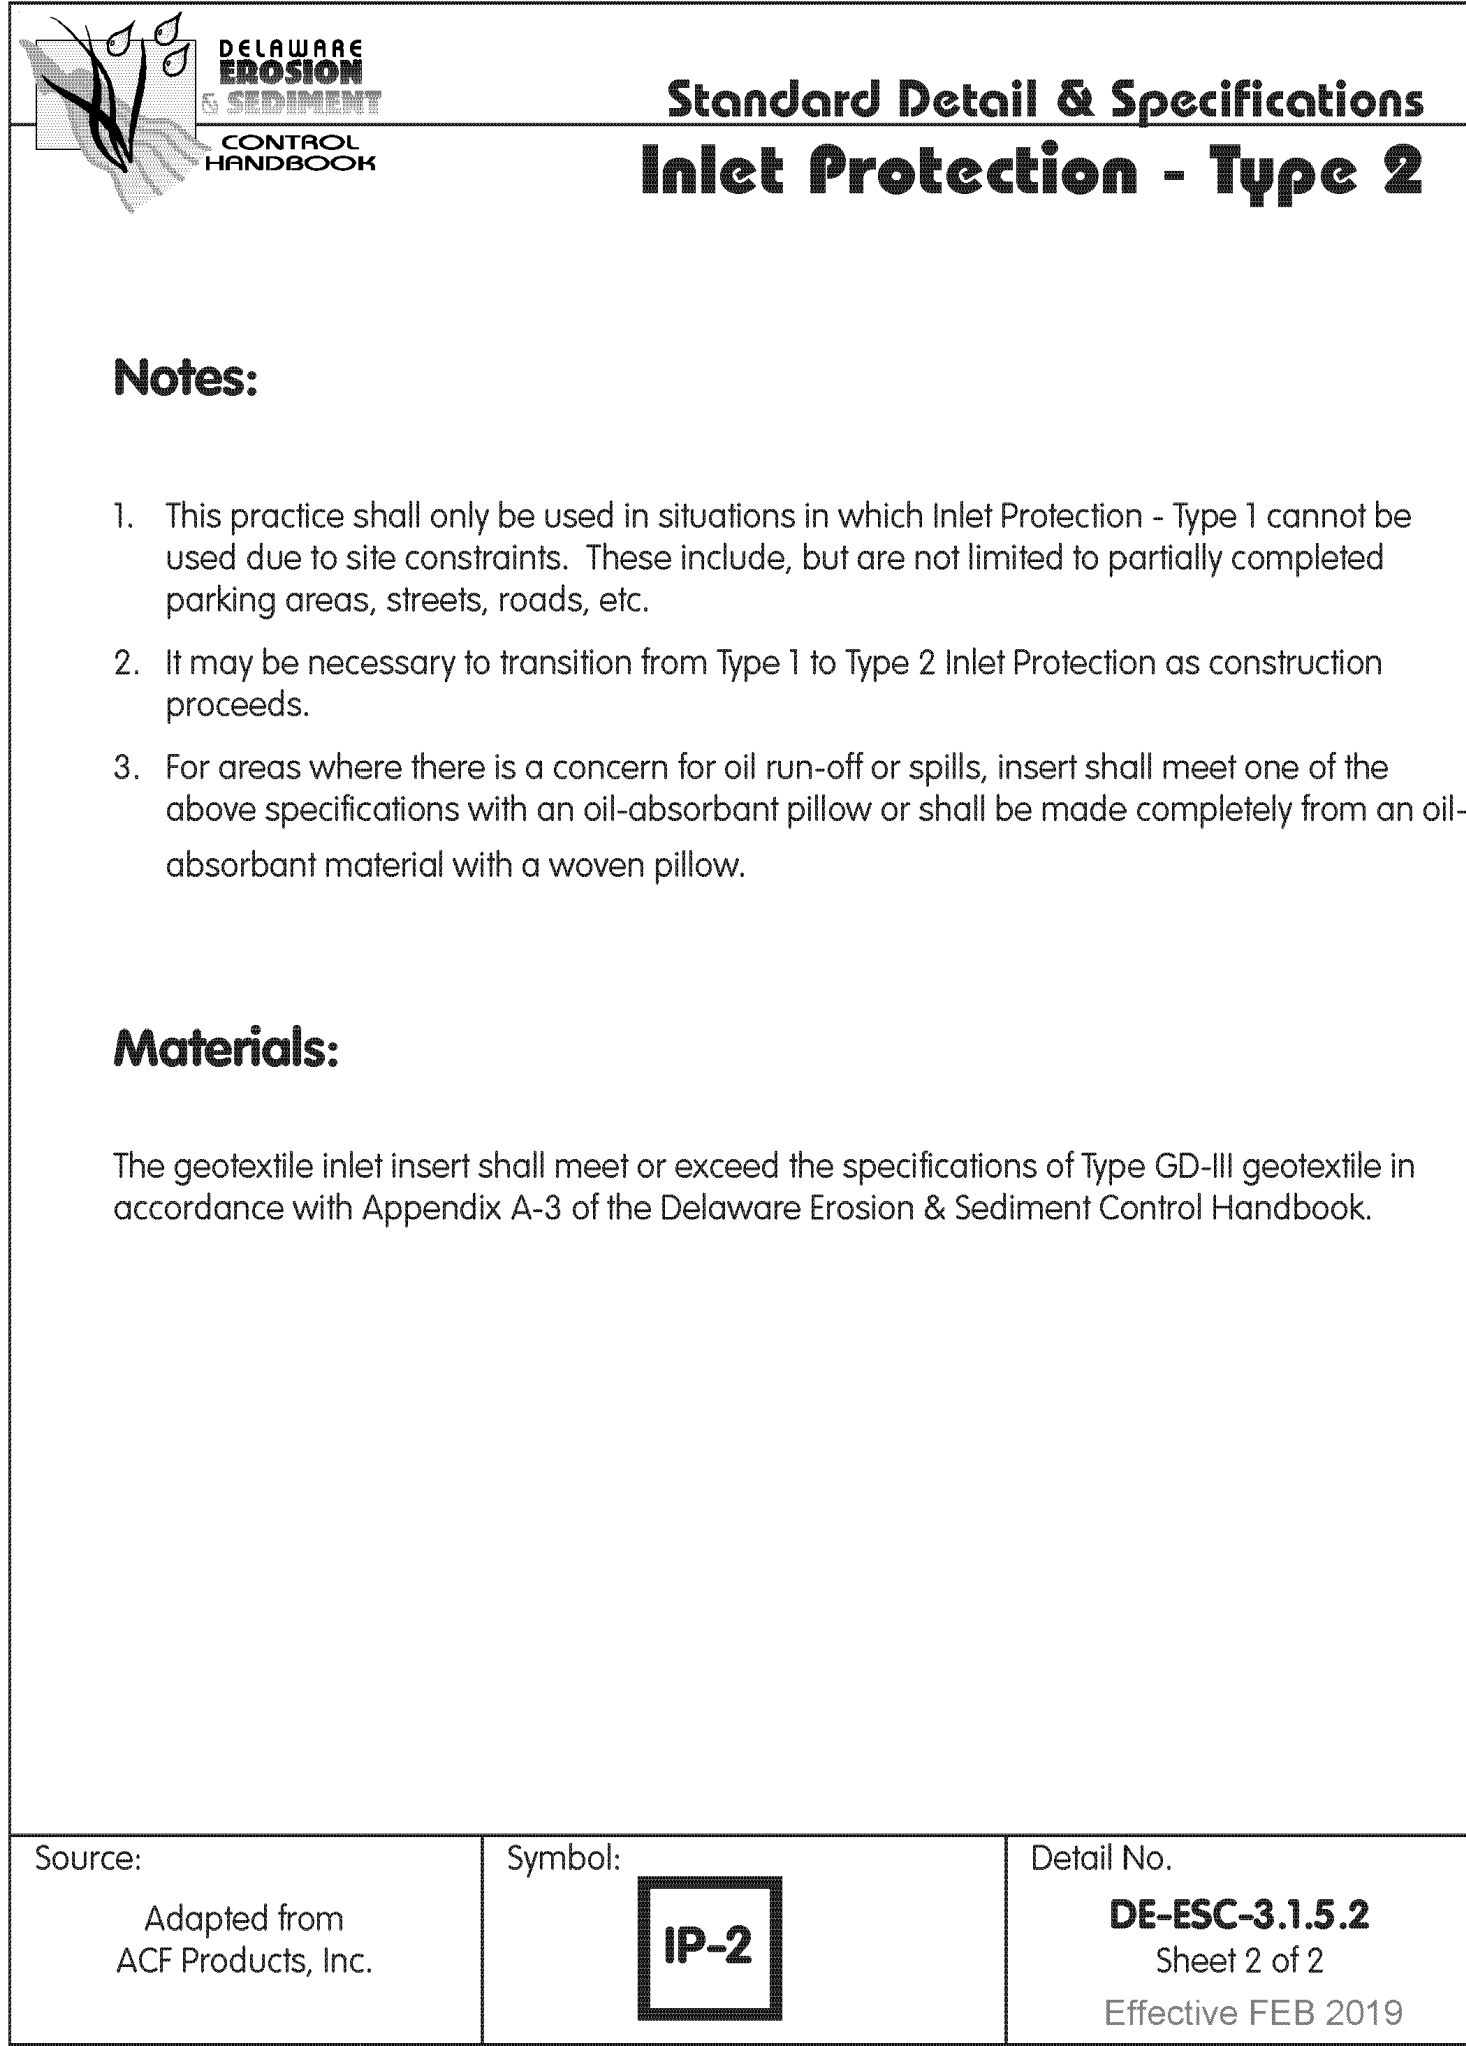 DELAWARE
EROSION
& SEDIMENT
CONTROL
HANDBOOK
Standard Detail & Specifications
Inlet Protection - Type 2
Notes:
1. This practice shall only be used in situations in which Inlet Protection - Type 1 cannot be
used due to site constraints. These include, but are not limited to partially completed
parking areas, streets, roads, etc.
2. It may be necessary to transition from Type 1 to Type 2 Inlet Protection as construction
proceeds.
3. For areas where there is a concern for oil run-off or spills, insert shall meet one of the
above specifications with an oil-absorbant pillow or shall be made completely from an oil-
absorbant material with a woven pillow.
Materials:
The geotextile inlet insert shall meet or exceed the specifications of Type GD-III geotextile in
accordance with Appendix A-3 of the Delaware Erosion & Sediment Control Handbook.
Source:
Adapted from
ACF Products, Inc.
Symbol:
IP-2
Detail No.
DE-ESC-3.1.5.2
Sheet 2 of 2
Effective FEB 2019